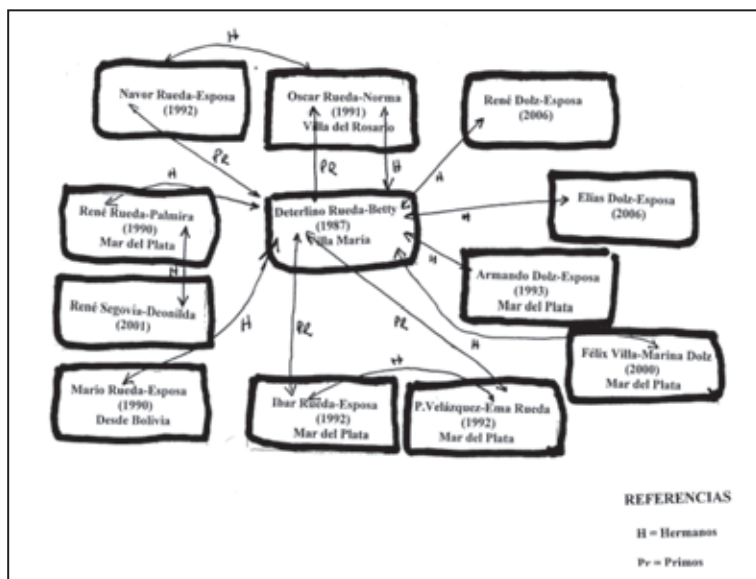 H
Navor Rueda-Esposa
(1992)
Oscar Rueda-Norma
(1991)
Villa del Rosario
René Dolz-Esposa
(2006)
PR
PR
H
H
H
René Rueda-Palmira
(1990)
Mar del Plata
Deterlino Rueda-Betty
(1987)
Villa María
H
Elías Dolz-Esposa
(2006)
H
H
Armando Dolz-Esposa
(1993)
Mar del Plata
René Segovia-Deonilda
(2001)
H
PR
PR
H
Félix Villa-Marina Dolz
(2000)
Mar del Plata
Mario Rueda-Esposa
(1990)
Desde Bolivia
H
Ibar Rueda-Esposa
(1992)
Mar del Plata
P.Velázquez-Ema Rueda
(1992)
Mar del Plata
REFERENCIAS
H = Hermanos
Pr = Primos